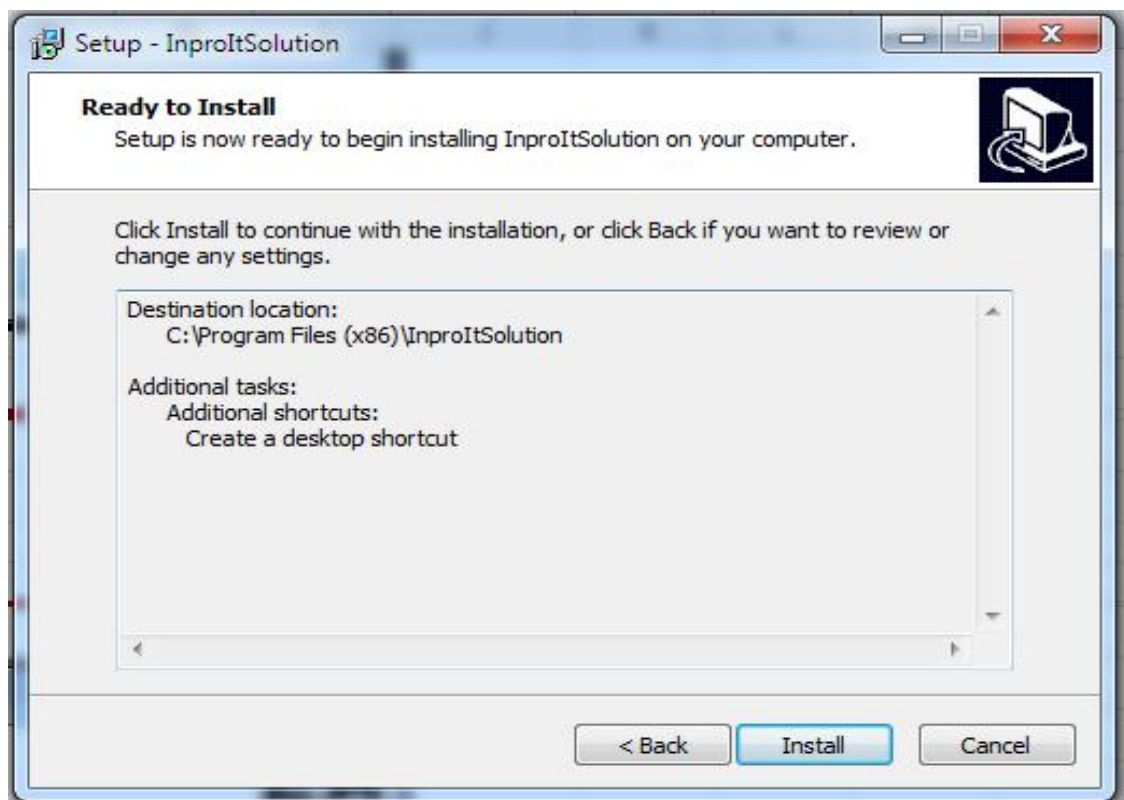 Setup - InproItSolution
Ready to Install
Setup is now ready to begin installing InproItSolution on your computer.
Click Install to continue with the installation, or click Back if you want to review or
change any settings.
Destination location:
C:\Program Files (x86)\InproItSolution
Additional tasks:
Additional shortcuts:
Create a desktop shortcut
< Back
Install
Cancel